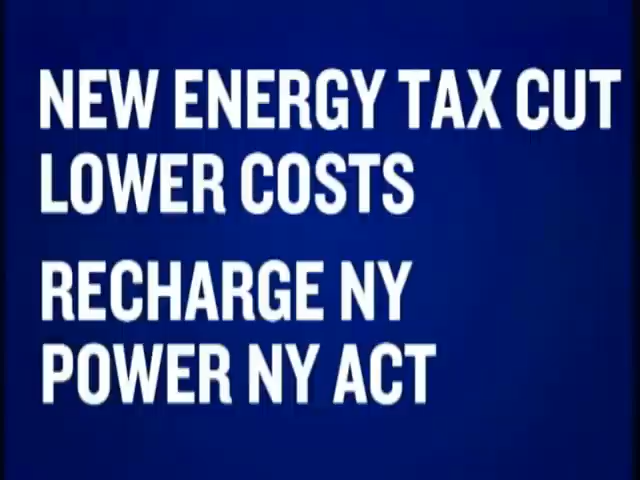 NEW ENERGY TAX CUT
LOWER COSTS
RECHARGE NY
POWER NY ACT